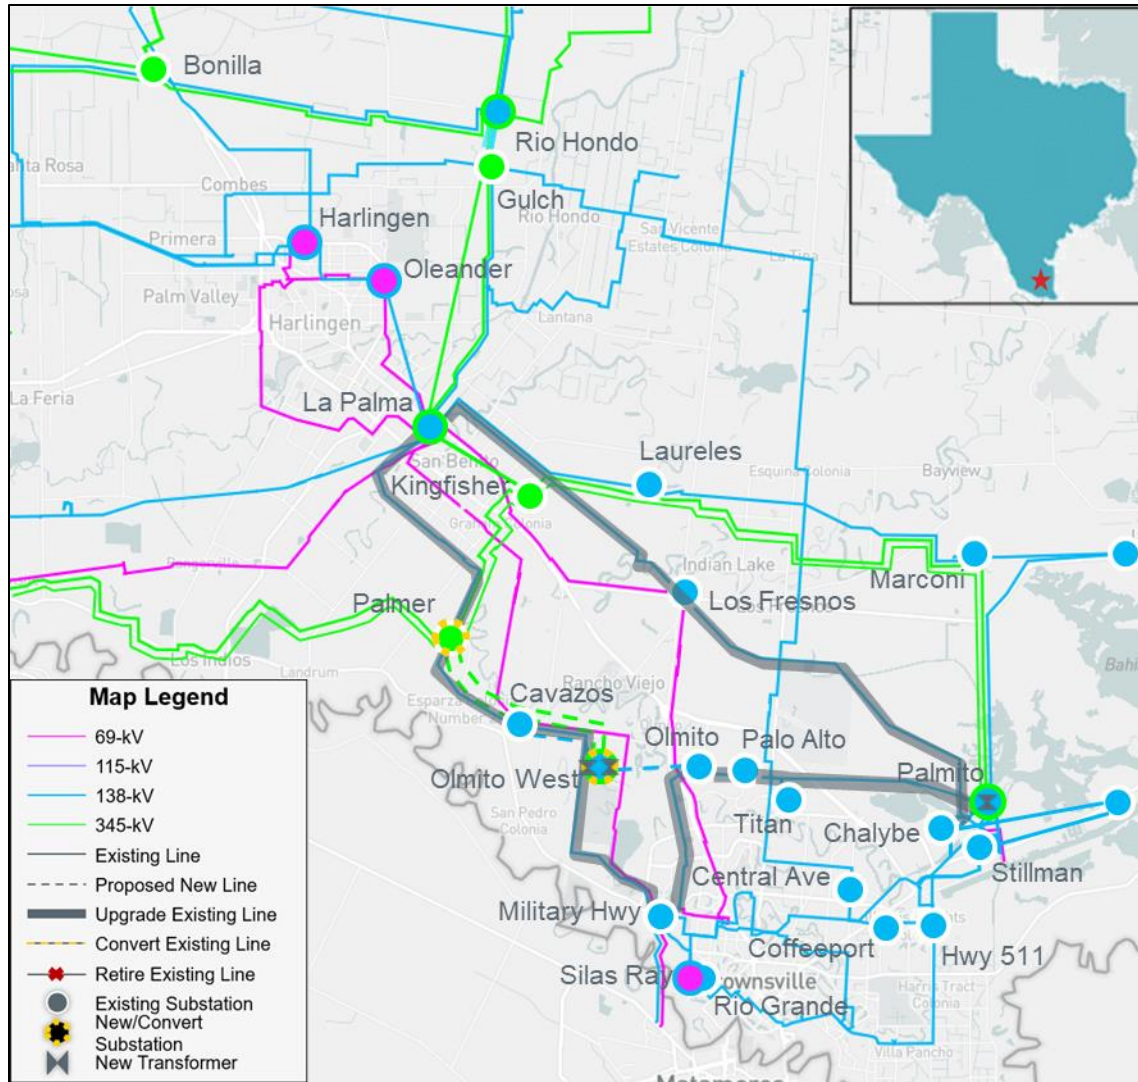 Bonilla
Rio Hondo
Gulch
Combes
Rio Hondo
Harlingen
San Vicente
Estates Colonia
La Tina
Primera
Oleander
Palm Valley
Harlingen
Lantana
La Feria
La Palma
Laureles
Esquina Colonia
Bayview
San Benito
Kingfisher
Indian Lake
Marconi
Los Fresnos
Los Fresnos
Palmer
Los Indios
Landrum
Rancho Viejo
Cavazos
Number
Olmito
Palo Alto
Olmito West
Palmito
San Pedro
Colonia
Titan
Chalybe
Stillman
Central Ave
Military Hwy
Coffeeport
Hwy 511
Silas Ray
Rio Grande
Harris Tract
Colonia
Villa Pancho
Matamoros
Map Legend
69-kV
115-kV
138-kV
345-kV
Existing Line
Proposed New Line
Upgrade Existing Line
Convert Existing Line
Retire Existing Line
Existing Substation
New/Convert
Substation
New Transformer